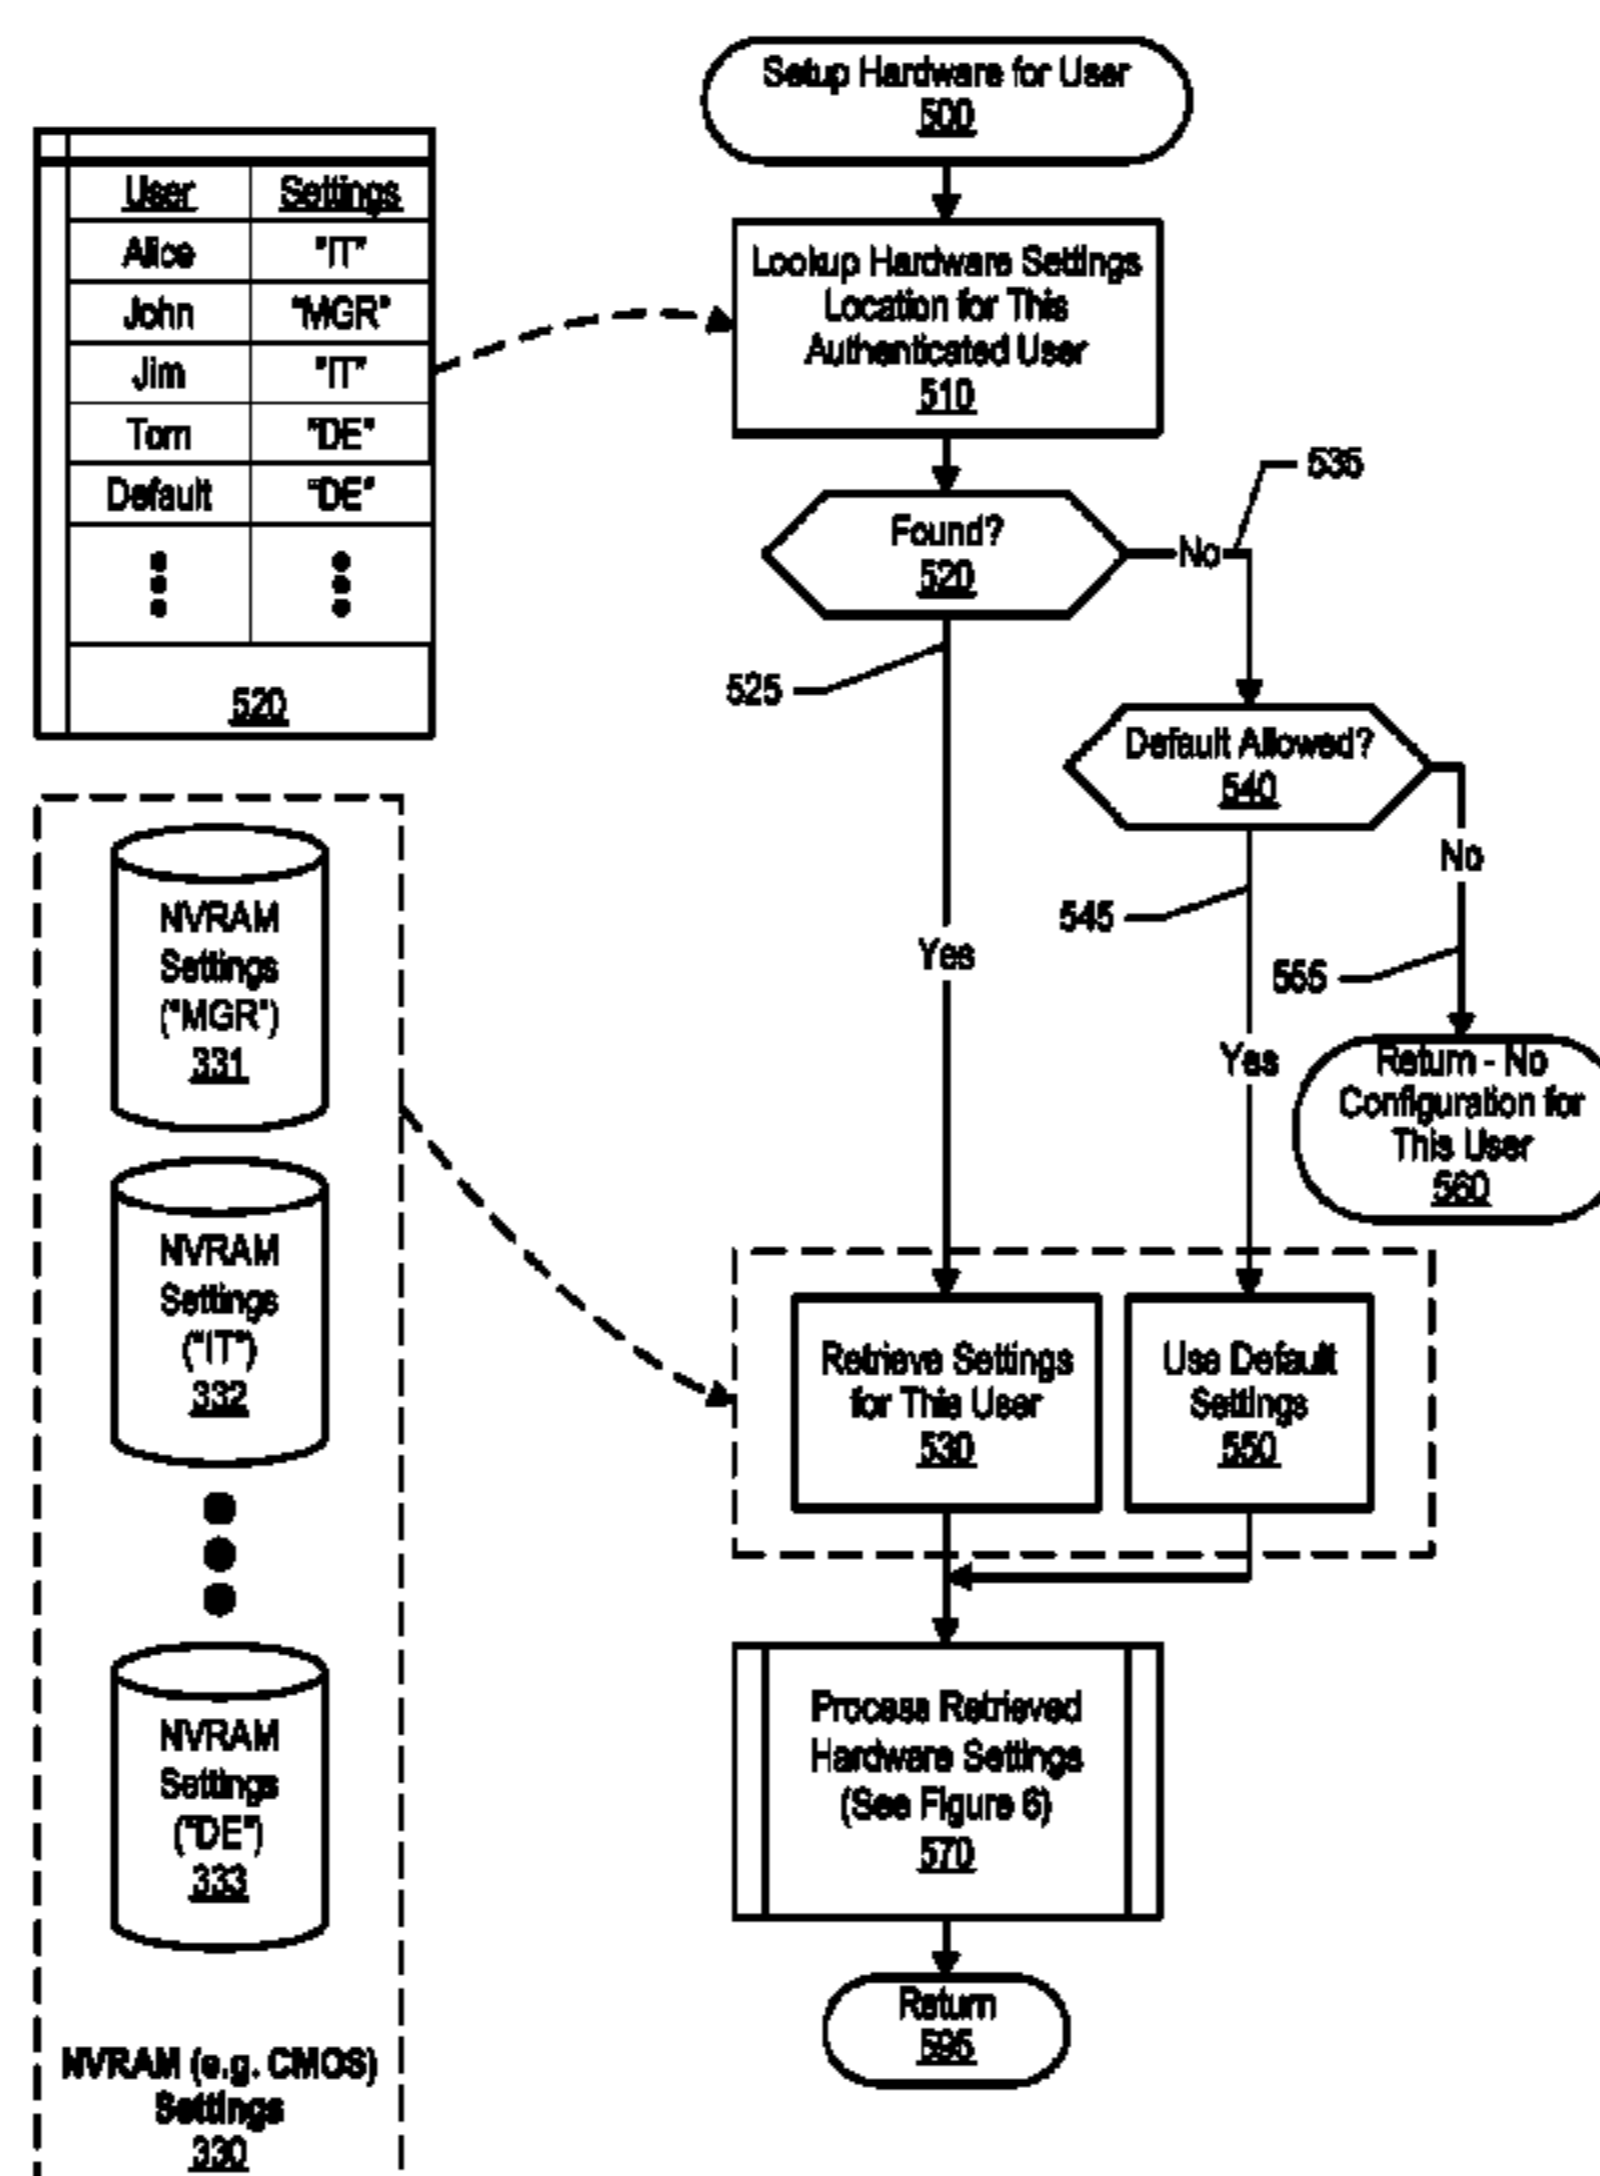 Setup Hardware for User
500
User Settings
Alice "IT"
John "MGR"
Jim "IT"
Tom "DE"
Default "DE"
520
Lookup Hardware Settings
Location for This
Authenticated User
510
Found?
520
No
535
525
Yes
Default Allowed?
540
No
545
555
Yes
Return - No
Configuration for
This User
560
NVRAM
Settings
("MGR")
331
NVRAM
Settings
("IT")
332
NVRAM
Settings
("DE")
333
NVRAM (e.g. CMOS)
Settings
330
Retrieve Settings
for This User
530
Use Default
Settings
550
Process Retrieved
Hardware Settings
(See Figure 6)
570
Return
595